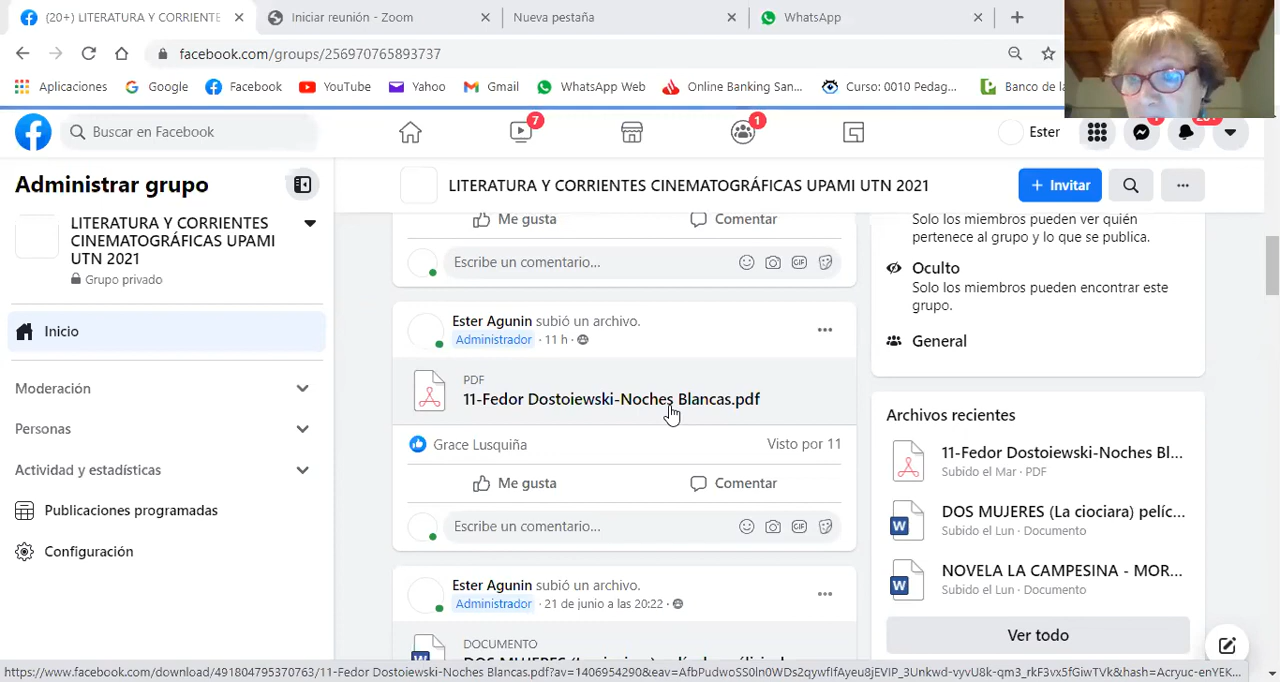 (20+) LITERATURA Y CORRIENTE
Iniciar reunión - Zoom
Nueva pestaña
WhatsApp
facebook.com/groups/256970765893737
Aplicaciones
Google
Facebook
YouTube
Yahoo
Gmail
WhatsApp Web
Online Banking San...
Curso: 0010 Pedag...
Banco de la
Buscar en Facebook
7
1
Ester
Administrar grupo
LITERATURA Y CORRIENTES
CINEMATOGRÁFICAS UPAMI
UTN 2021
Grupo privado
Inicio
Moderación
Personas
Actividad y estadísticas
Publicaciones programadas
Configuración
LITERATURA Y CORRIENTES CINEMATOGRÁFICAS UPAMI UTN 2021
+ Invitar
Me gusta
Comentar
Escribe un comentario...
GIF
Ester Agunin subió un archivo.
Administrador · 11 h ·
PDF
11-Fedor Dostoiewski-Noches Blancas.pdf
Grace Lusquiña
Visto por 11
Me gusta
Comentar
Escribe un comentario...
GIF
Ester Agunin subió un archivo.
Administrador · 21 de junio a las 20:22 ·
DOCUMENTO
Solo los miembros pueden ver quién
pertenece al grupo y lo que se publica.
Oculto
Solo los miembros pueden encontrar este
grupo.
General
Archivos recientes
11-Fedor Dostoiewski-Noches Bl...
Subido el Mar · PDF
DOS MUJERES (La ciociara) pelíc...
Subido el Lun · Documento
NOVELA LA CAMPESINA - MOR...
Subido el Lun · Documento
Ver todo